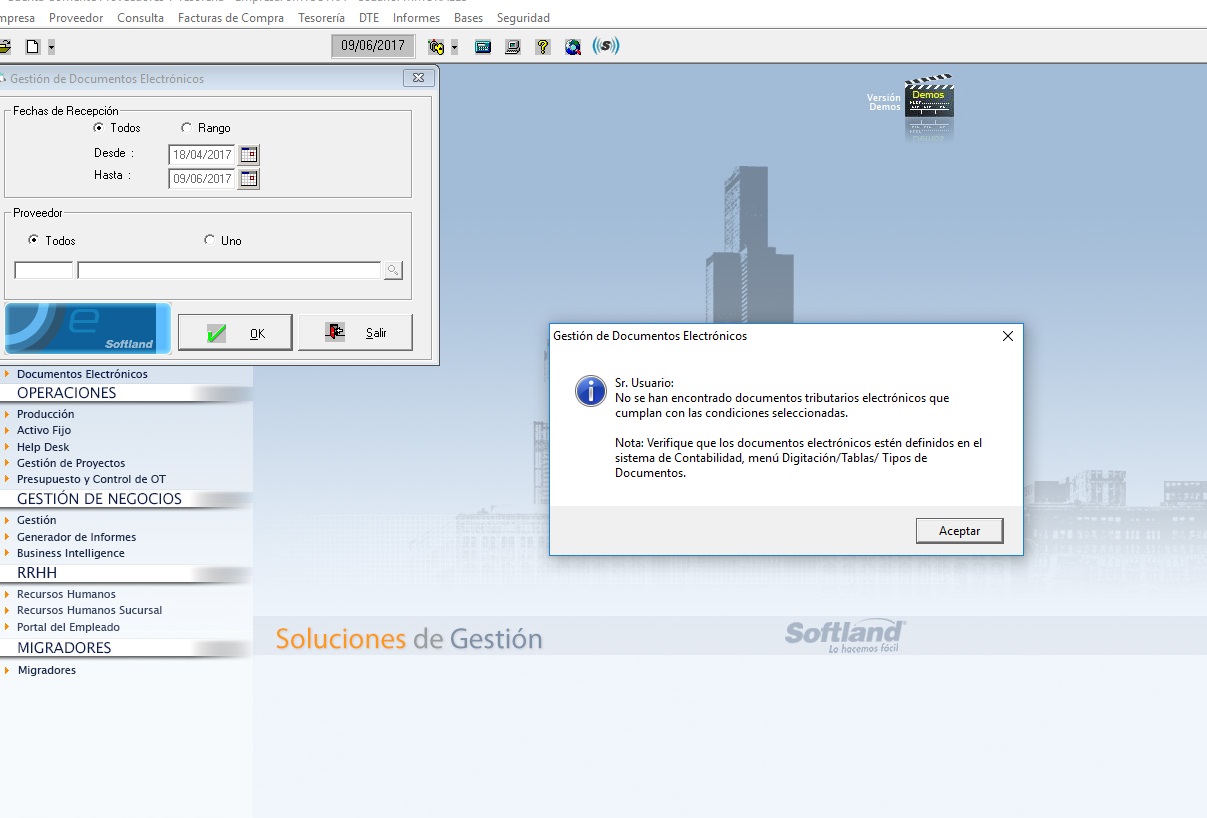 mpresa Proveedor Consulta Facturas de Compra Tesorería DTE Informes Bases Seguridad
09/06/2017
Gestión de Documentos Electrónicos
Fechas de Recepción
Todos Rango
Desde : 18/04/2017
Hasta : 09/06/2017
Proveedor
Todos Uno
e
Softland
OK Salir
Versión
Demos
Demos
Documentos Electrónicos
OPERACIONES
Producción
Activo Fijo
Help Desk
Gestión de Proyectos
Presupuesto y Control de OT
GESTIÓN DE NEGOCIOS
Gestión
Generador de Informes
Business Intelligence
RRHH
Recursos Humanos
Recursos Humanos Sucursal
Portal del Empleado
MIGRADORES
Migradores
Gestión de Documentos Electrónicos
Sr. Usuario:
No se han encontrado documentos tributarios electrónicos que
cumplan con las condiciones seleccionadas.
Nota: Verifique que los documentos electrónicos estén definidos en el
sistema de Contabilidad, menú Digitación/Tablas/ Tipos de
Documentos.
Aceptar
Soluciones de Gestión
Softland
Lo hacemos fácil